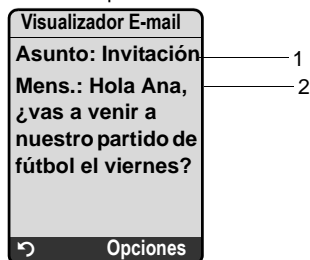 Visualizador E-mail
Asunto: Invitación
1
Mens.: Hola Ana,
2
¿vas a venir a
nuestro partido de
fútbol el viernes?
Opciones